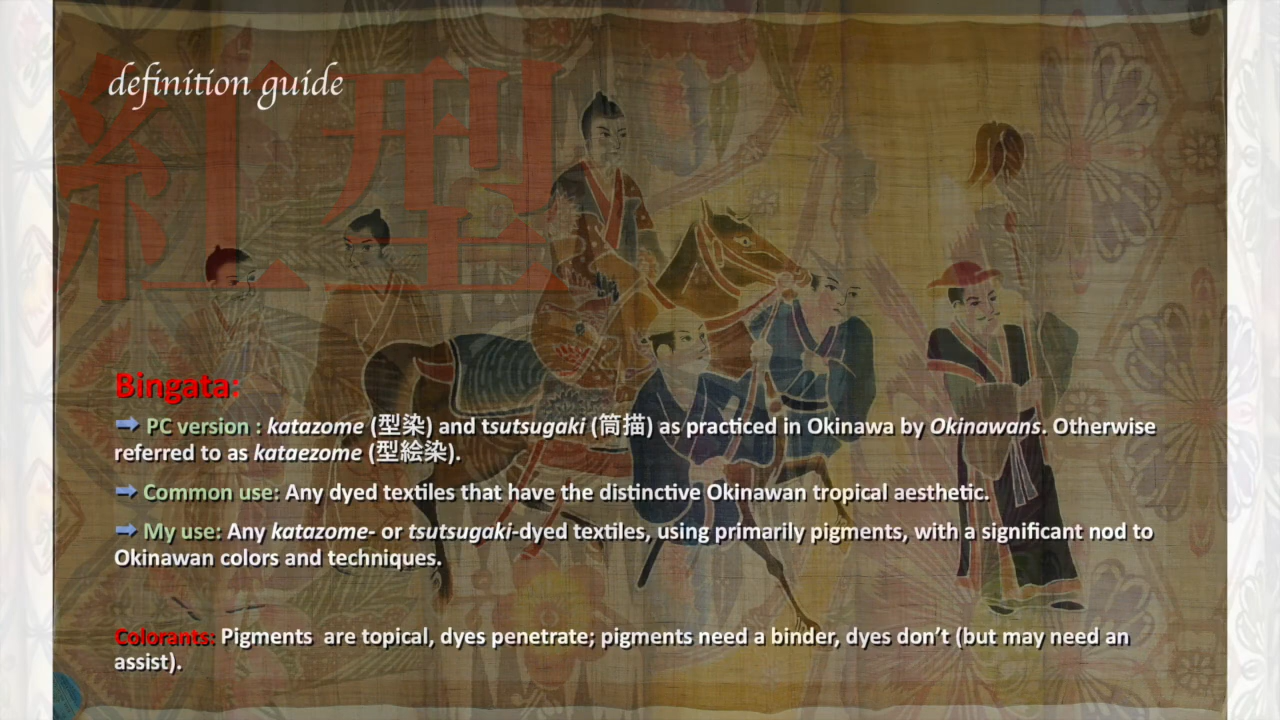 definition guide
紅型
Bingata:
➡ PC version : katazome (型染) and tsutsugaki (筒描) as practiced in Okinawa by Okinawans. Otherwise
referred to as kataezome (型絵染).
➡ Common use: Any dyed textiles that have the distinctive Okinawan tropical aesthetic.
➡ My use: Any katazome- or tsutsugaki-dyed textiles, using primarily pigments, with a significant nod to
Okinawan colors and techniques.
Colorants: Pigments  are topical, dyes penetrate; pigments need a binder, dyes don’t (but may need an
assist).